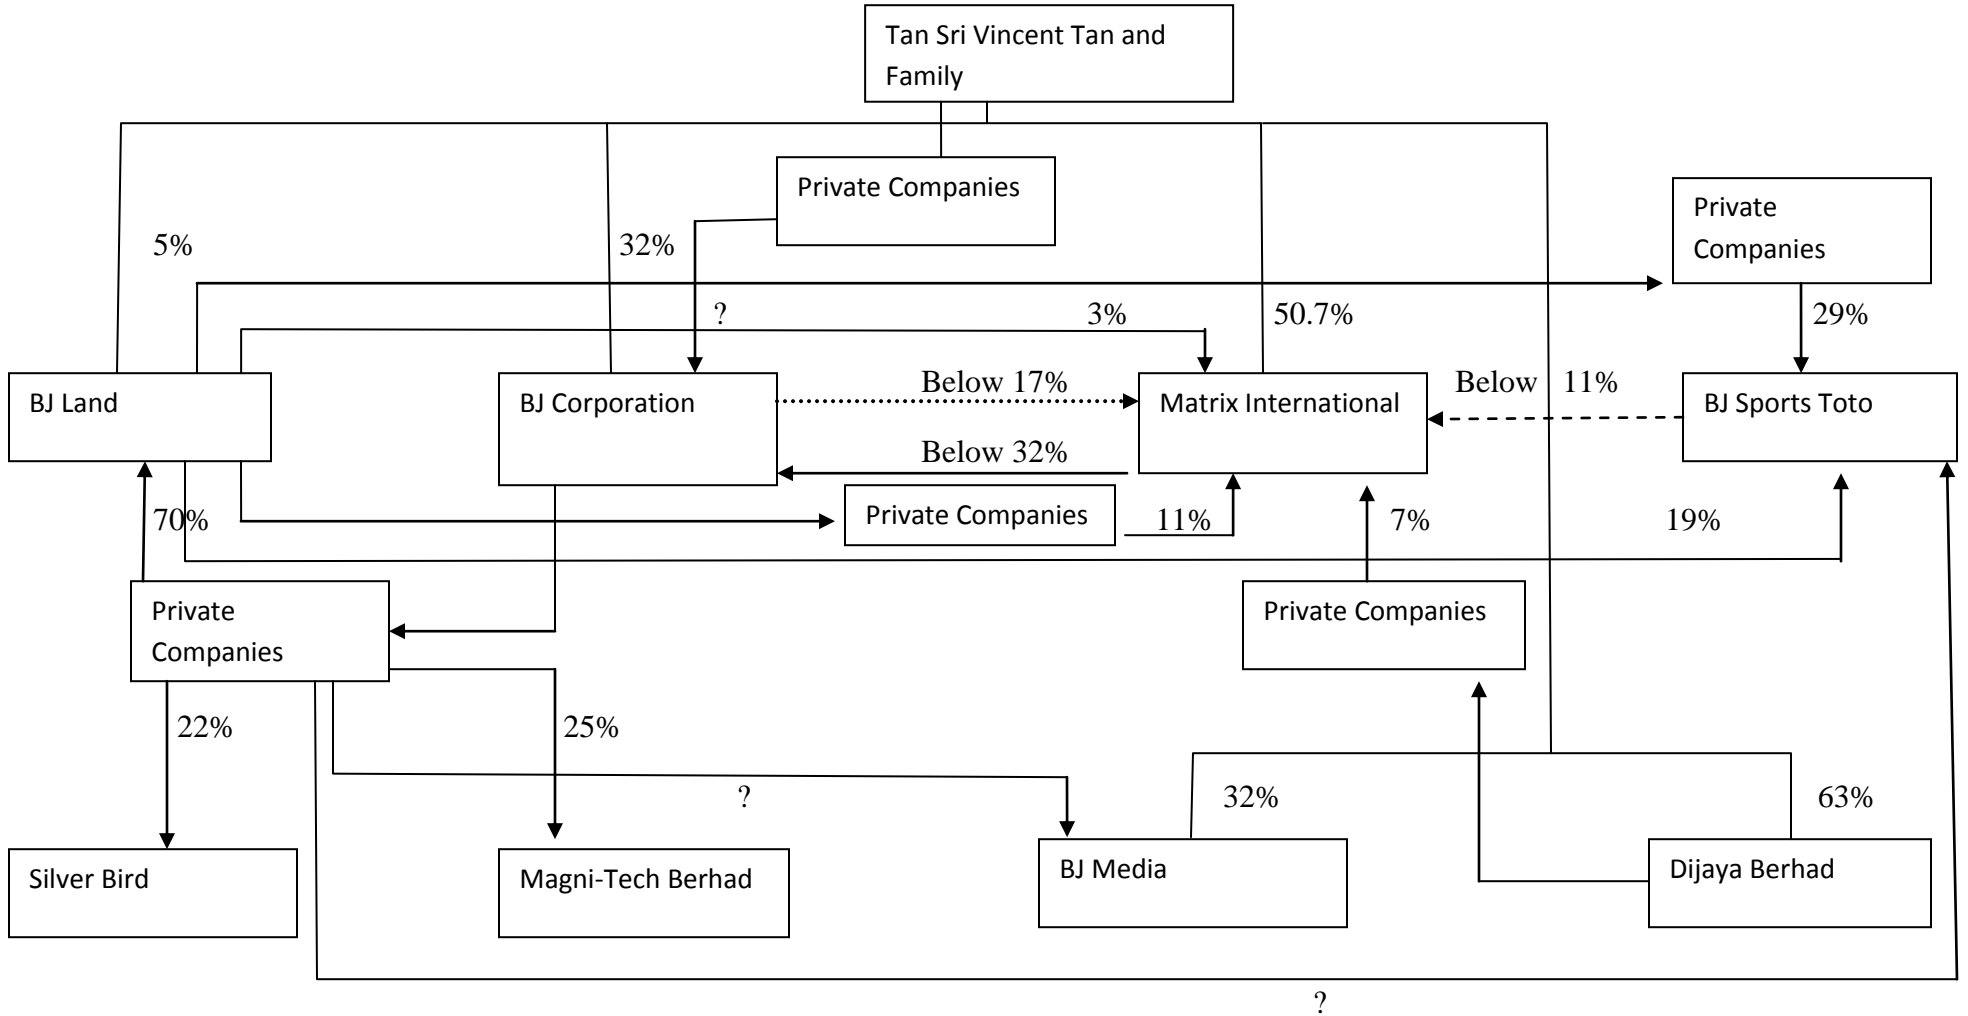 Tan Sri Vincent Tan and
Family
Private Companies
Private
Companies
5%
32%
?
3%
50.7%
29%
BJ Land
BJ Corporation
Below 17%
Matrix International
Below 11%
BJ Sports Toto
Below 32%
70%
Private Companies
11%
7%
19%
Private
Companies
Private Companies
22%
25%
?
32%
63%
Silver Bird
Magni-Tech Berhad
BJ Media
Dijaya Berhad
?